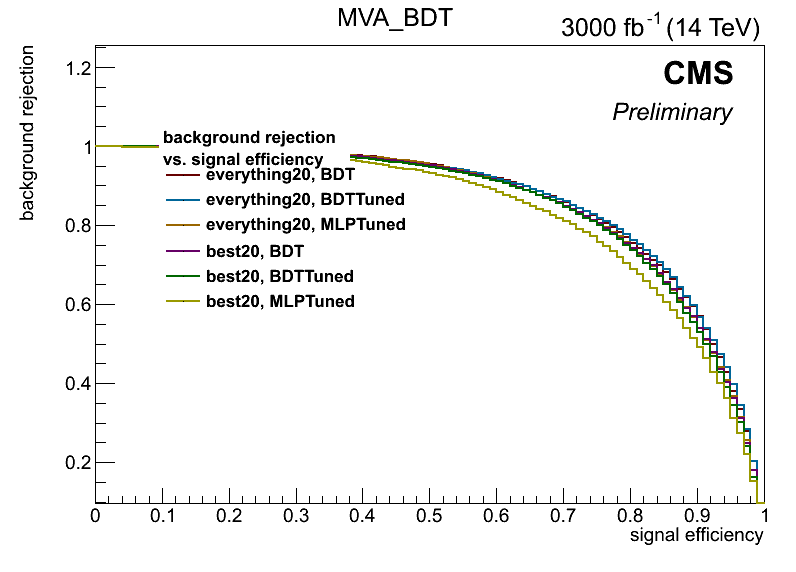 MVA_BDT
3000 fb-1 (14 TeV)
CMS
Preliminary
background rejection
1.2
1
0.8
0.6
0.4
0.2
background rejection
vs. signal efficiency
everything20, BDT
everything20, BDTTuned
everything20, MLPTuned
best20, BDT
best20, BDTTuned
best20, MLPTuned
0 0.1 0.2 0.3 0.4 0.5 0.6 0.7 0.8 0.9 1
signal efficiency